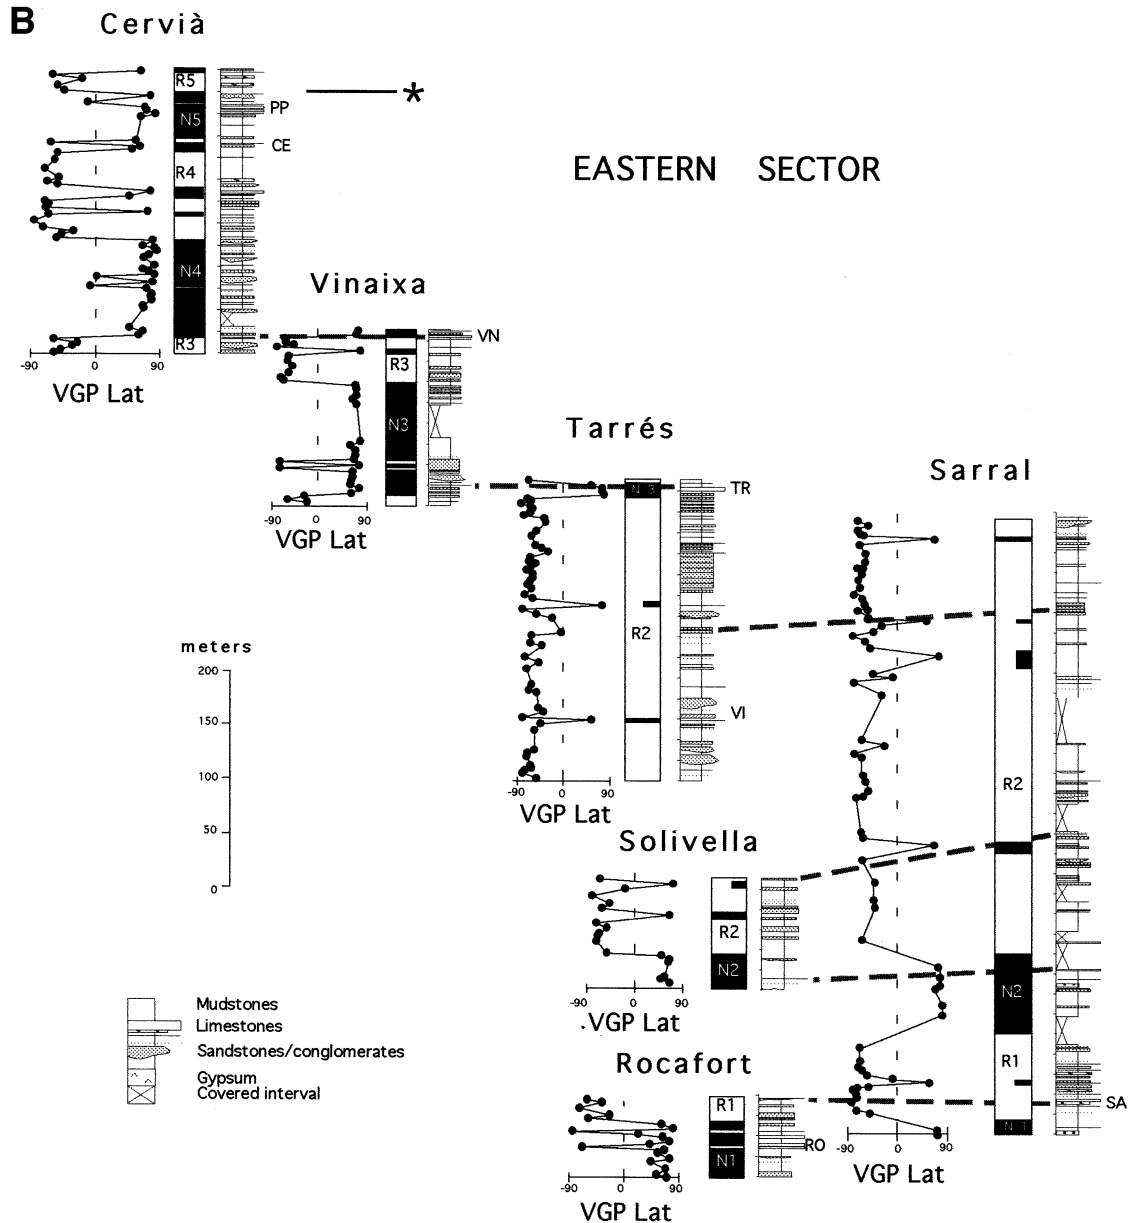 B
Cervià
R5
N5
PP
CE
R4
N4
R3
-90 0 90
VGP Lat
*
EASTERN SECTOR
Vinaixa
VN
R3
N3
-90 0 90
VGP Lat
Tarrés
N3
TR
R2
VI
-90 0 90
VGP Lat
Sarral
R2
N2
R1
N1
SA
-90 0 90
VGP Lat
meters
200
150
100
50
0
Solivella
R2
N2
-90 0 90
VGP Lat
Rocafort
R1
N1
RO
-90 0 90
VGP Lat
Mudstones
Limestones
Sandstones/conglomerates
Gypsum
Covered interval